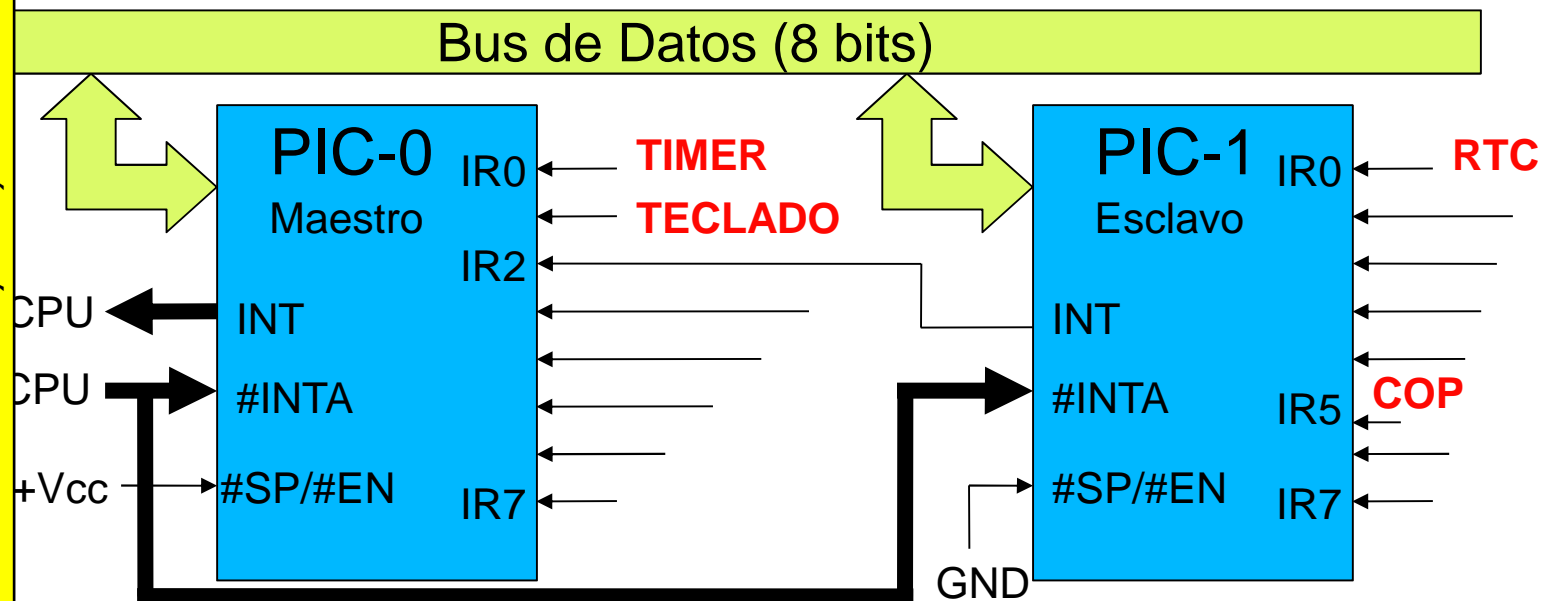 Bus de Datos (8 bits)
PIC-0
Maestro
IR0
TIMER
TECLADO
IR2
CPU
INT
CPU
#INTA
+Vcc
#SP/#EN
IR7
PIC-1
Esclavo
IR0
RTC
INT
#INTA
IR5
COP
#SP/#EN
IR7
GND